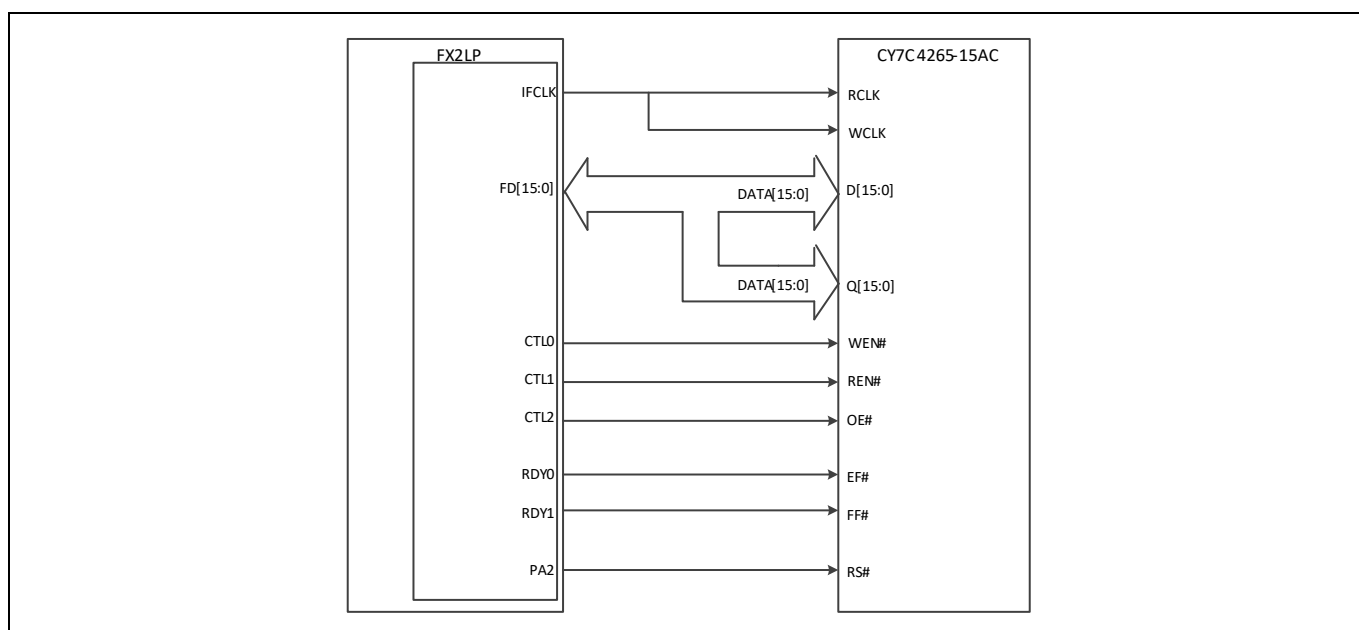 FX2LP
CY7C4265-15AC
IFCLK
RCLK
WCLK
FD[15:0]
DATA[15:0]
D[15:0]
DATA[15:0]
Q[15:0]
CTL0
WEN#
CTL1
REN#
CTL2
OE#
RDY0
EF#
RDY1
FF#
PA2
RS#